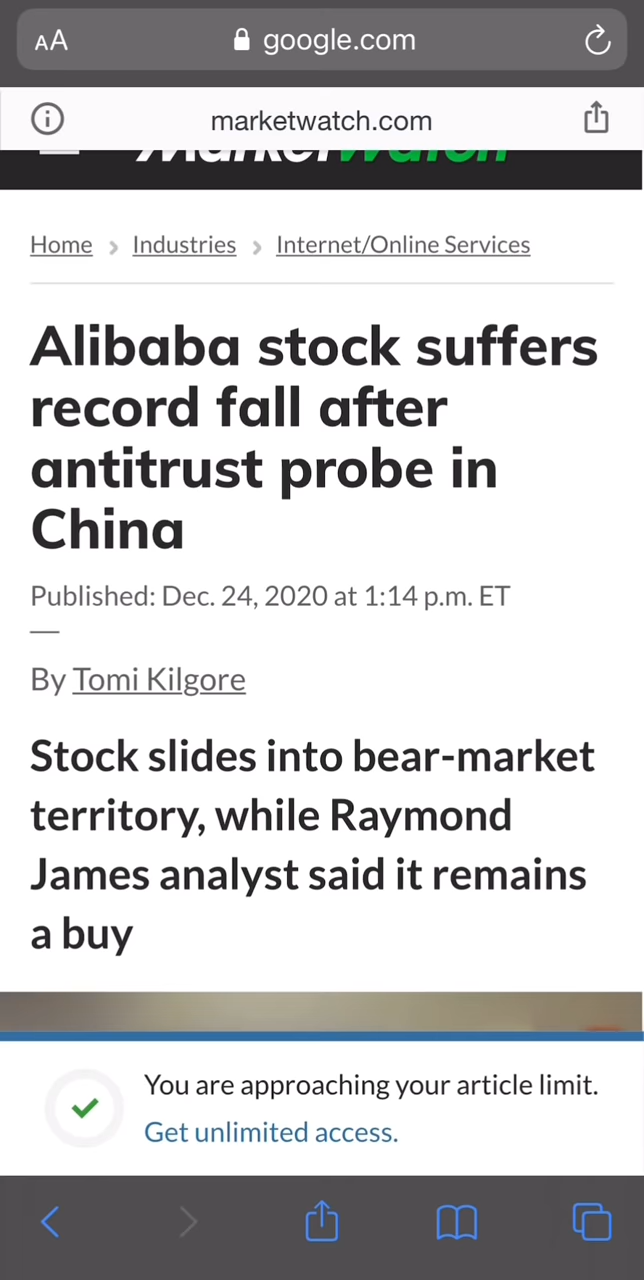 AA google.com
marketwatch.com
MarketWatch
Home › Industries › Internet/Online Services
Alibaba stock suffers
record fall after
antitrust probe in
China
Published: Dec. 24, 2020 at 1:14 p.m. ET
By Tomi Kilgore
Stock slides into bear-market
territory, while Raymond
James analyst said it remains
a buy
You are approaching your article limit.
Get unlimited access.